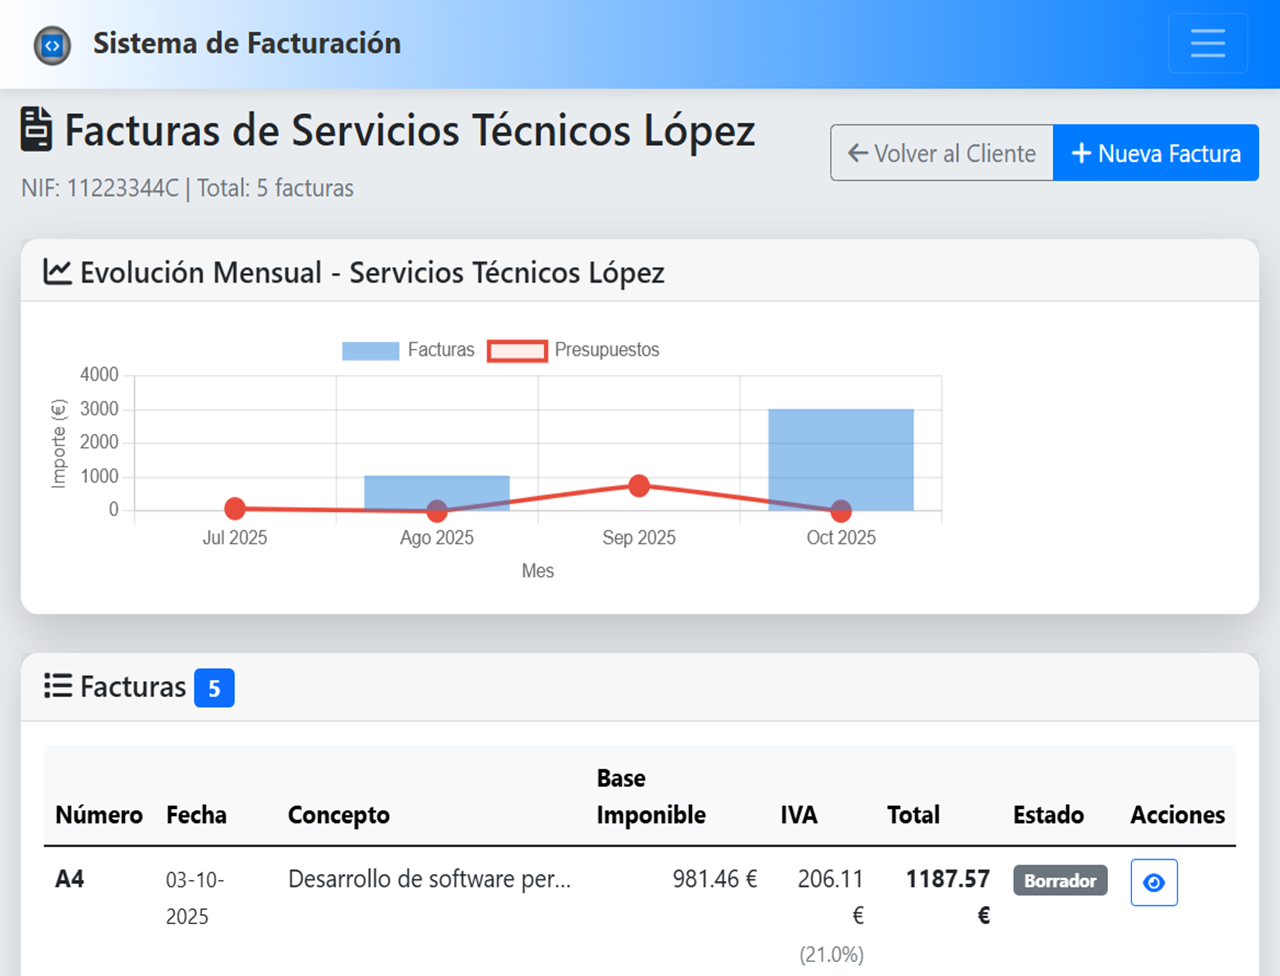 Sistema de Facturación
Facturas de Servicios Técnicos López
NIF: 11223344C | Total: 5 facturas
Volver al Cliente
Nueva Factura
Evolución Mensual - Servicios Técnicos López
Facturas
Presupuestos
Importe (€)
4000
3000
2000
1000
0
Jul 2025
Ago 2025
Sep 2025
Oct 2025
Mes
Facturas 5
Número
Fecha
Concepto
Base
Imponible
IVA
Total
Estado
Acciones
A4
03-10-
2025
Desarrollo de software per...
981.46 €
206.11
€
(21.0%)
1187.57
€
Borrador